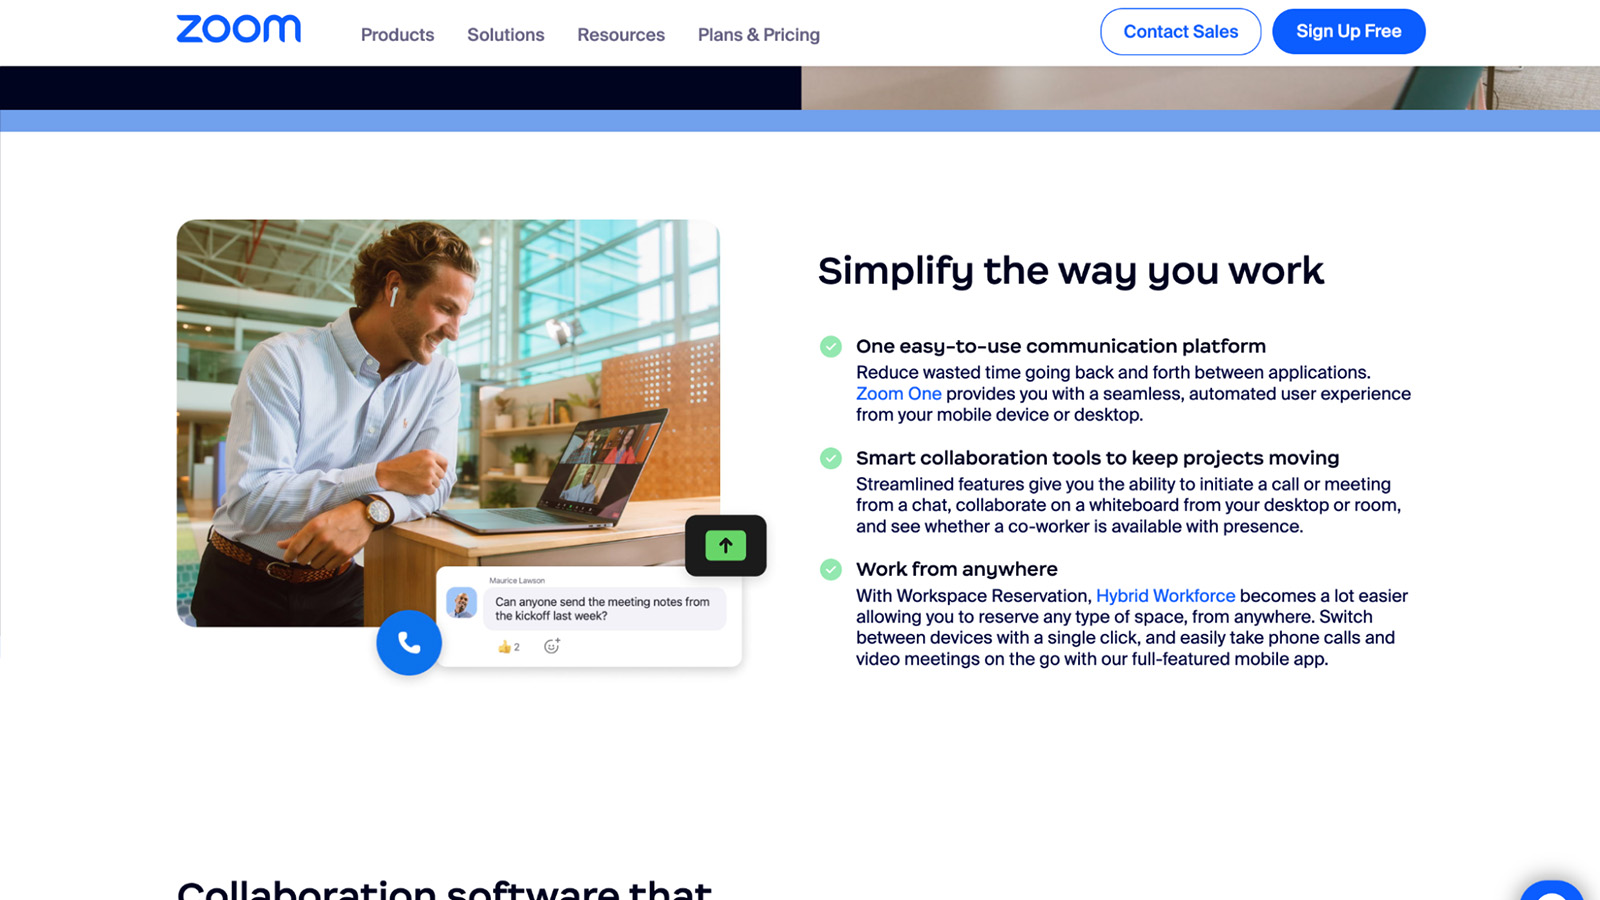 zoom
Products Solutions Resources Plans & Pricing
Contact Sales Sign Up Free
Simplify the way you work
One easy-to-use communication platform
Reduce wasted time going back and forth between applications.
Zoom One provides you with a seamless, automated user experience
from your mobile device or desktop.
Smart collaboration tools to keep projects moving
Streamlined features give you the ability to initiate a call or meeting
from a chat, collaborate on a whiteboard from your desktop or room,
and see whether a co-worker is available with presence.
Work from anywhere
With Workspace Reservation, Hybrid Workforce becomes a lot easier
allowing you to reserve any type of space, from anywhere. Switch
between devices with a single click, and easily take phone calls and
video meetings on the go with our full-featured mobile app.
Maurice Lawson
Can anyone send the meeting notes from
the kickoff last week?
👍 2
Collaboration software that